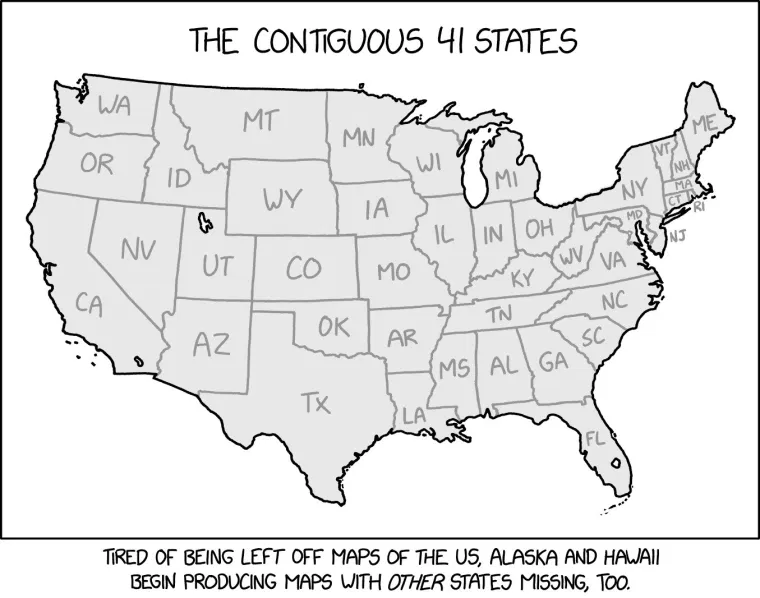 THE CONTIGUOUS 41 STATES
WA
MT
ME
MN
VT
OR
WI
NH
ID
MI
MA
NY
WY
CT
RI
IA
MD
OH
NJ
IL
IN
NV
WV
VA
UT
CO
MO
KY
CA
NC
TN
OK
SC
AR
AZ
GA
MS
AL
TX
LA
FL
TIRED OF BEING LEFT OFF MAPS OF THE US, ALASKA AND HAWAII
BEGIN PRODUCING MAPS WITH OTHER STATES MISSING, TOO.